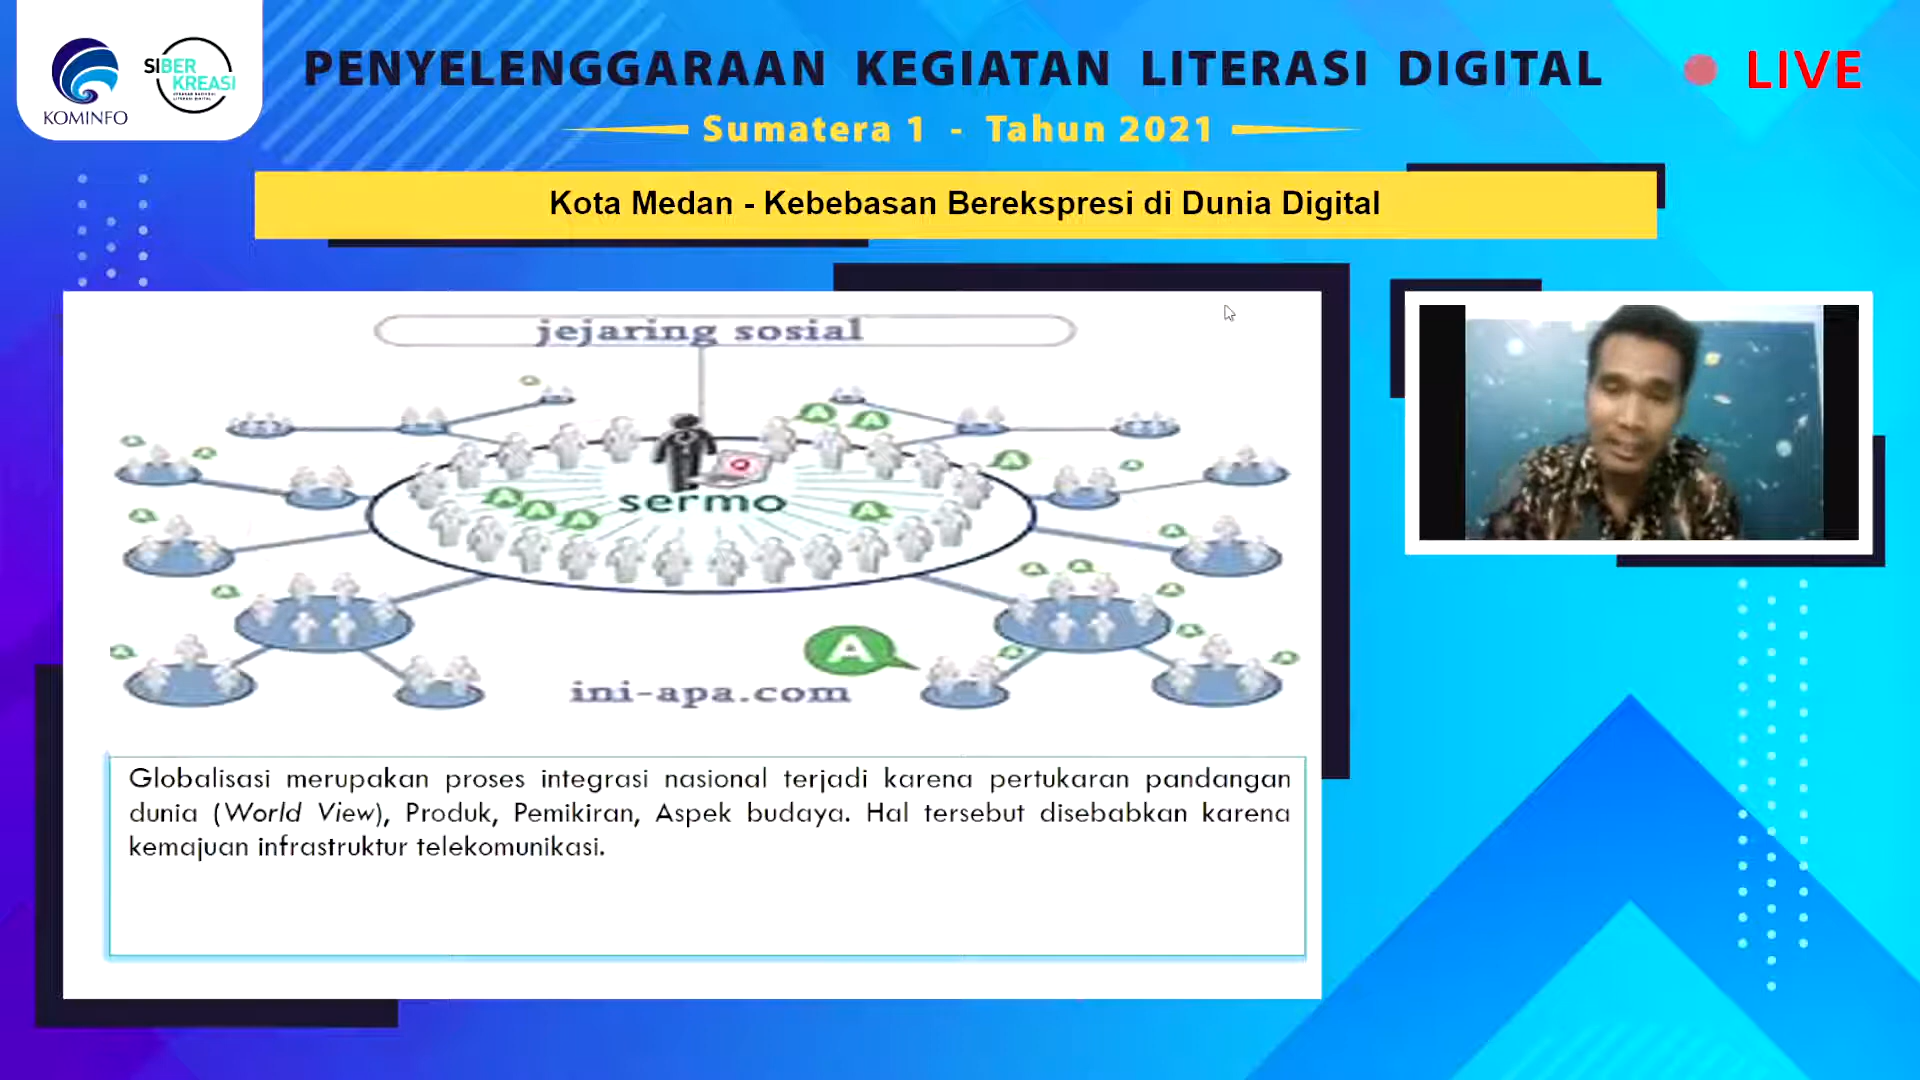 KOMINFO
SIBER
KREASI
PENYELENGGARAAN KEGIATAN LITERASI DIGITAL
LIVE
Sumatera 1 - Tahun 2021
Kota Medan - Kebebasan Berekspresi di Dunia Digital
jejaring sosial
A A
A
Q
sermo
A A A A
A
ini-apa.com
Globalisasi merupakan proses integrasi nasional terjadi karena pertukaran pandangan
dunia (World View), Produk, Pemikiran, Aspek budaya. Hal tersebut disebabkan karena
kemajuan infrastruktur telekomunikasi.